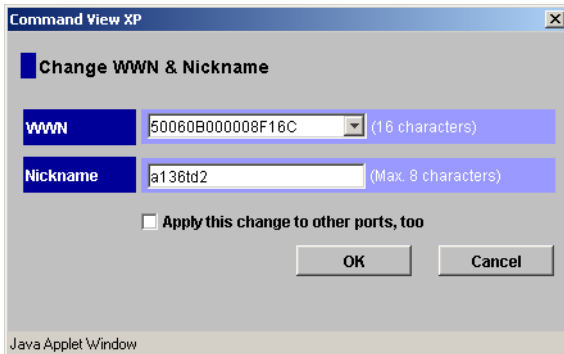 Command View XP
Change WWN & Nickname
WWN 50060B000008F16C (16 characters)
Nickname a136td2 (Max. 8 characters)
Apply this change to other ports, too
OK Cancel
Java Applet Window